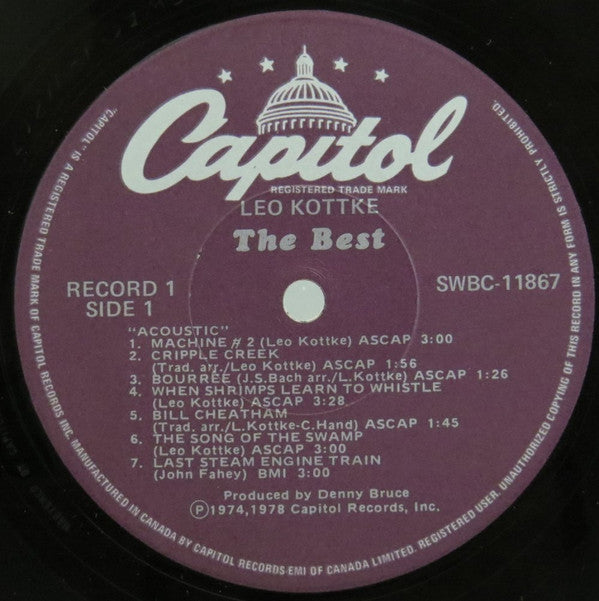 Capitol
REGISTERED TRADE MARK
LEO KOTTKE
The Best
RECORD 1
SIDE 1
SWBC-11867
"ACOUSTIC"
1. MACHINE # 2 (Leo Kottke) ASCAP 3:00
2. CRIPPLE CREEK
(Trad. arr./Leo Kottke) ASCAP 1:56
3. BOURRÉE (J.S.Bach arr./L.Kottke) ASCAP 1:26
4. WHEN SHRIMPS LEARN TO WHISTLE
(Leo Kottke) ASCAP 3:28
5. BILL CHEATHAM
(Trad. arr./L.Kottke-C.Hand) ASCAP 1:45
6. THE SONG OF THE SWAMP
(Leo Kottke) ASCAP 3:00
7. LAST STEAM ENGINE TRAIN
(John Fahey) BMI 3:00
Produced by Denny Bruce
Ⓟ1974,1978 Capitol Records, Inc.
"CAPITOL" IS A REGISTERED TRADE MARK OF CAPITOL RECORDS INC. MANUFACTURED IN CANADA BY CAPITOL RECORDS-EMI OF CANADA LIMITED. REGISTERED USER. UNAUTHORIZED COPYING OF THIS RECORD IN ANY FORM IS STRICTLY PROHIBITED.